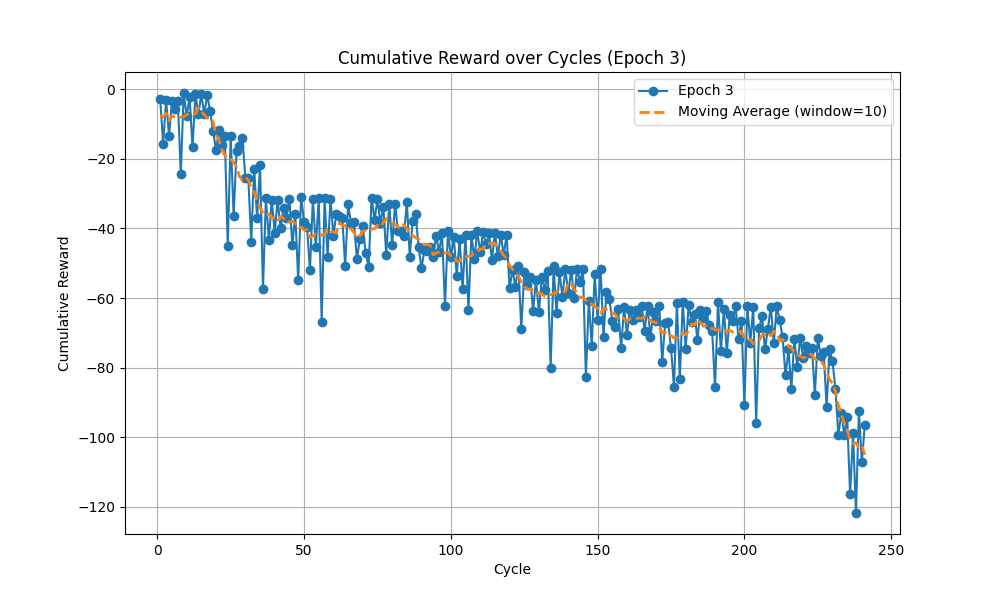 Cumulative Reward over Cycles (Epoch 3)
Epoch 3
Moving Average (window=10)
Cumulative Reward
0
−20
−40
−60
−80
−100
−120
0
50
100
150
200
250
Cycle